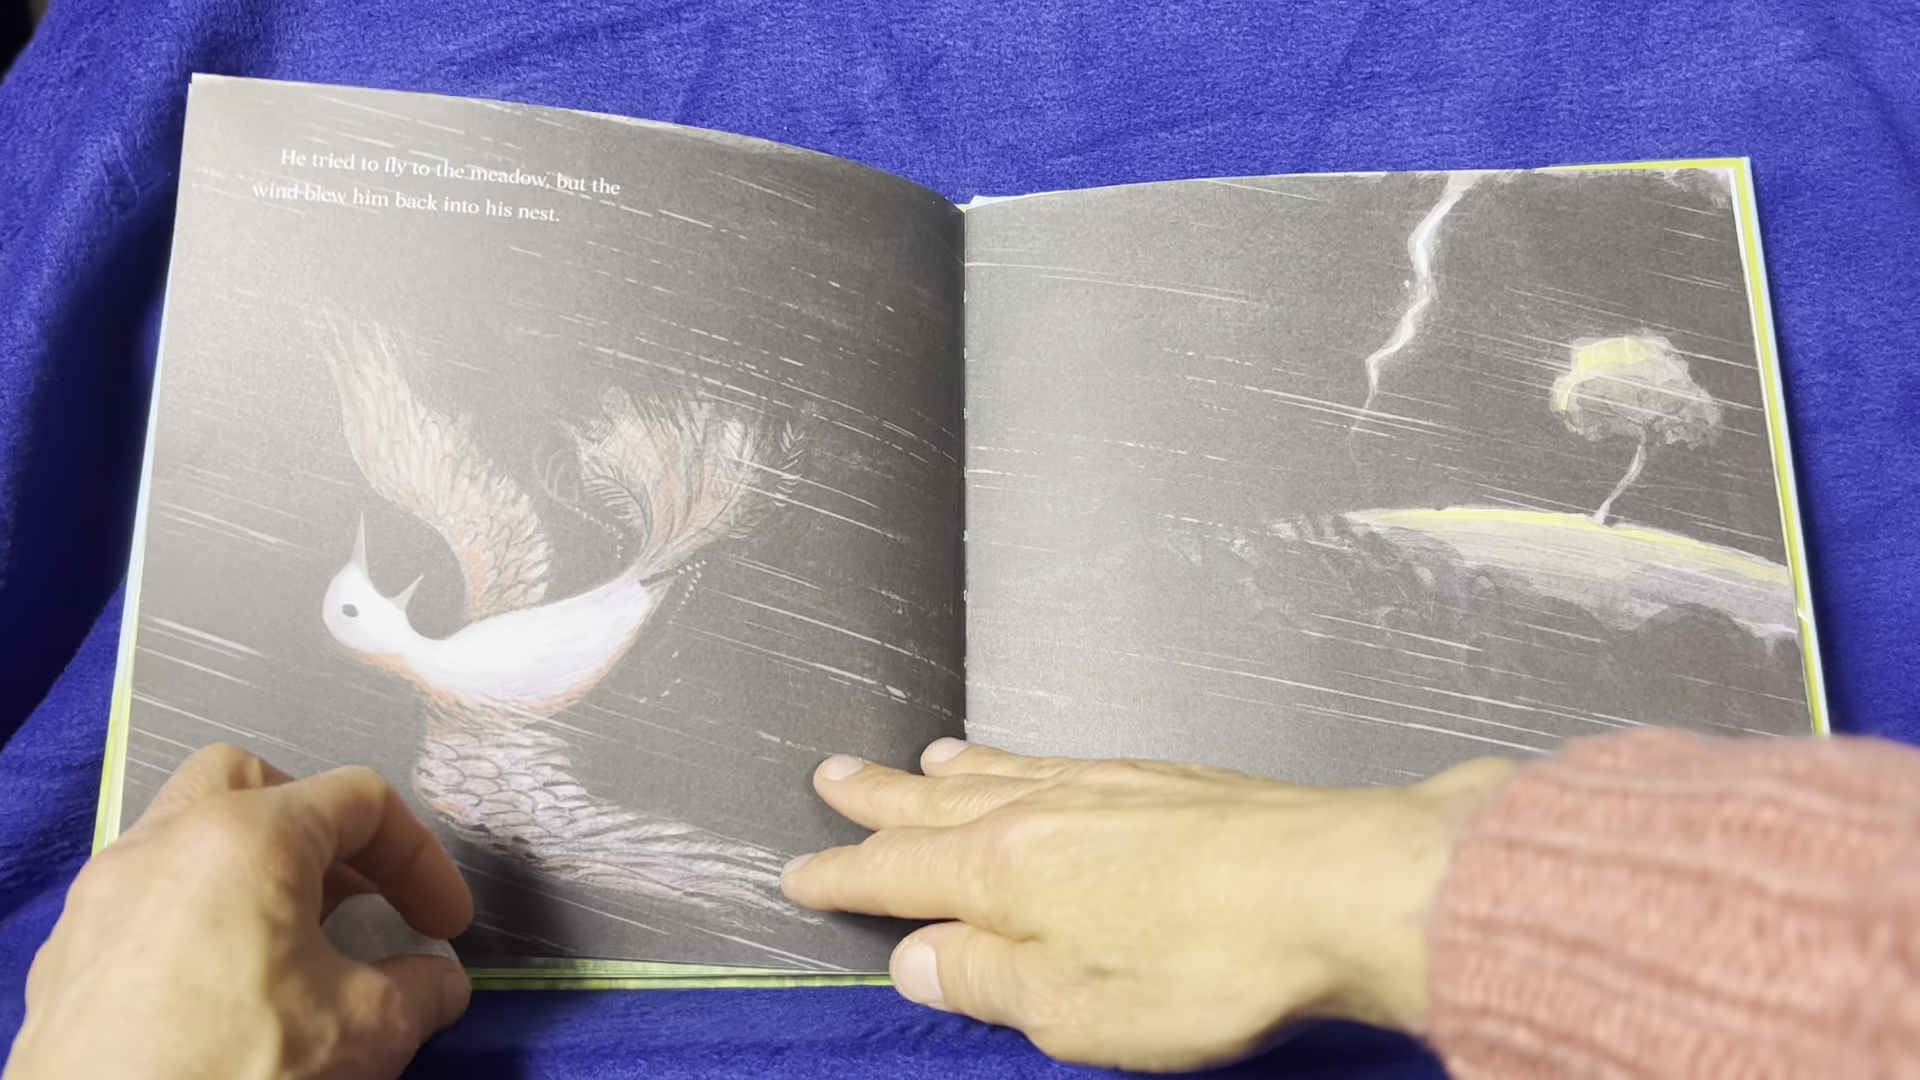 He tried to fly to the meadow, but the
wind blew him back into his nest.